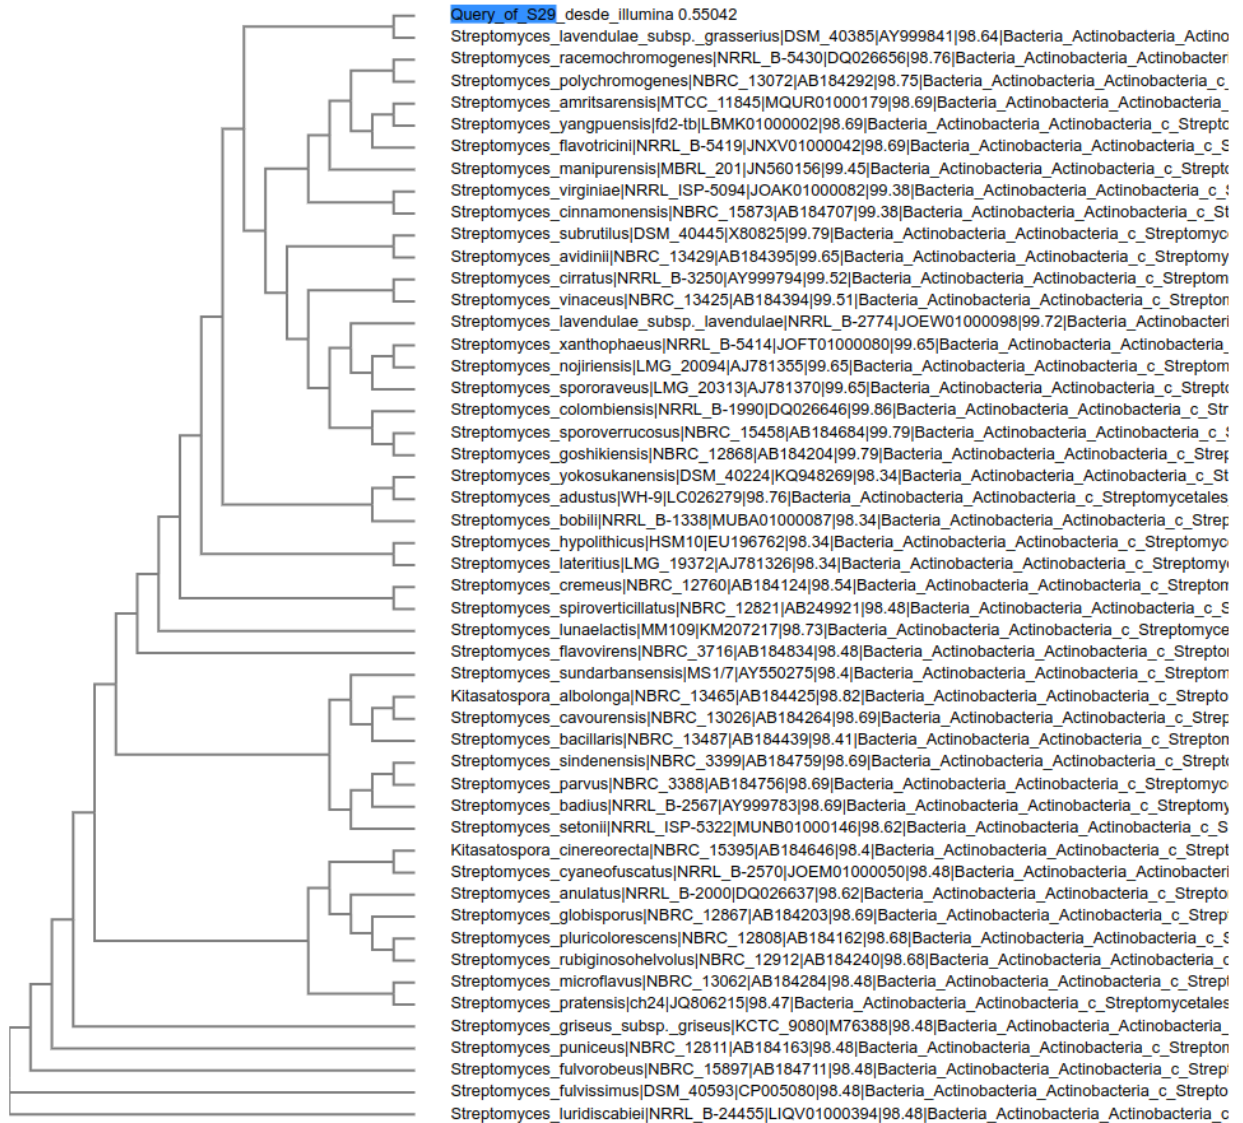 Query_of_S29_desde_illumina 0.55042
Streptomyces_lavendulae_subsp._grasserius|DSM_40385|AY999841|98.64|Bacteria_Actinobacteria_Actino
Streptomyces_racemochromogenes|NRRL_B-5430|DQ026656|98.76|Bacteria_Actinobacteria_Actinobacteri
Streptomyces_polychromogenes|NBRC_13072|AB184292|98.75|Bacteria_Actinobacteria_Actinobacteria_c_
Streptomyces_amritsarensis|MTCC_11845|MQUR01000179|98.69|Bacteria_Actinobacteria_Actinobacteria_
Streptomyces_yangpuensis|fd2-tb|LBMK01000002|98.69|Bacteria_Actinobacteria_Actinobacteria_c_Strepto
Streptomyces_flavotricini|NRRL_B-5419|JNXV01000042|98.69|Bacteria_Actinobacteria_Actinobacteria_c_S
Streptomyces_manipurensis|MBRL_201|JN560156|99.45|Bacteria_Actinobacteria_Actinobacteria_c_Strepto
Streptomyces_virginiae|NRRL_ISP-5094|JOAK01000082|99.38|Bacteria_Actinobacteria_Actinobacteria_c_S
Streptomyces_cinnamonensis|NBRC_15873|AB184707|99.38|Bacteria_Actinobacteria_Actinobacteria_c_St
Streptomyces_subrutilus|DSM_40445|X80825|99.79|Bacteria_Actinobacteria_Actinobacteria_c_Streptomyc
Streptomyces_avidinii|NBRC_13429|AB184395|99.65|Bacteria_Actinobacteria_Actinobacteria_c_Streptomy
Streptomyces_cirratus|NRRL_B-3250|AY999794|99.52|Bacteria_Actinobacteria_Actinobacteria_c_Streptom
Streptomyces_vinaceus|NBRC_13425|AB184394|99.51|Bacteria_Actinobacteria_Actinobacteria_c_Strepton
Streptomyces_lavendulae_subsp._lavendulae|NRRL_B-2774|JOEW01000098|99.72|Bacteria_Actinobacteri
Streptomyces_xanthophaeus|NRRL_B-5414|JOFT01000080|99.65|Bacteria_Actinobacteria_Actinobacteria_
Streptomyces_nojiriensis|LMG_20094|AJ781355|99.65|Bacteria_Actinobacteria_Actinobacteria_c_Streptom
Streptomyces_spororaveus|LMG_20313|AJ781370|99.65|Bacteria_Actinobacteria_Actinobacteria_c_Strepto
Streptomyces_colombiensis|NRRL_B-1990|DQ026646|99.86|Bacteria_Actinobacteria_Actinobacteria_c_Str
Streptomyces_sporoverrucosus|NBRC_15458|AB184684|99.79|Bacteria_Actinobacteria_Actinobacteria_c_S
Streptomyces_goshikiensis|NBRC_12868|AB184204|99.79|Bacteria_Actinobacteria_Actinobacteria_c_Strep
Streptomyces_yokosukanensis|DSM_40224|KQ948269|98.34|Bacteria_Actinobacteria_Actinobacteria_c_St
Streptomyces_adustus|WH-9|LC026279|98.76|Bacteria_Actinobacteria_Actinobacteria_c_Streptomycetales_
Streptomyces_bobili|NRRL_B-1338|MUBA01000087|98.34|Bacteria_Actinobacteria_Actinobacteria_c_Strep
Streptomyces_hypolithicus|HSM10|EU196762|98.34|Bacteria_Actinobacteria_Actinobacteria_c_Streptomyc
Streptomyces_lateritius|LMG_19372|AJ781326|98.34|Bacteria_Actinobacteria_Actinobacteria_c_Streptomy
Streptomyces_cremeus|NBRC_12760|AB184124|98.54|Bacteria_Actinobacteria_Actinobacteria_c_Strepton
Streptomyces_spiroverticillatus|NBRC_12821|AB249921|98.48|Bacteria_Actinobacteria_Actinobacteria_c_S
Streptomyces_lunaelactis|MM109|KM207217|98.73|Bacteria_Actinobacteria_Actinobacteria_c_Streptomyce
Streptomyces_flavovirens|NBRC_3716|AB184834|98.48|Bacteria_Actinobacteria_Actinobacteria_c_Strepto
Streptomyces_sundarbansensis|MS1/7|AY550275|98.4|Bacteria_Actinobacteria_Actinobacteria_c_Streptom
Kitasatospora_albolonga|NBRC_13465|AB184425|98.82|Bacteria_Actinobacteria_Actinobacteria_c_Strepto
Streptomyces_cavourensis|NBRC_13026|AB184264|98.69|Bacteria_Actinobacteria_Actinobacteria_c_Strep
Streptomyces_bacillaris|NBRC_13487|AB184439|98.41|Bacteria_Actinobacteria_Actinobacteria_c_Strepton
Streptomyces_sindenensis|NBRC_3399|AB184759|98.69|Bacteria_Actinobacteria_Actinobacteria_c_Strepto
Streptomyces_parvus|NBRC_3388|AB184756|98.69|Bacteria_Actinobacteria_Actinobacteria_c_Streptomyc
Streptomyces_badius|NRRL_B-2567|AY999783|98.69|Bacteria_Actinobacteria_Actinobacteria_c_Streptomy
Streptomyces_setonii|NRRL_ISP-5322|MUNB01000146|98.62|Bacteria_Actinobacteria_Actinobacteria_c_S
Kitasatospora_cinereorecta|NBRC_15395|AB184646|98.4|Bacteria_Actinobacteria_Actinobacteria_c_Strept
Streptomyces_cyaneofuscatus|NRRL_B-2570|JOEM01000050|98.48|Bacteria_Actinobacteria_Actinobacteri
Streptomyces_anulatus|NRRL_B-2000|DQ026637|98.62|Bacteria_Actinobacteria_Actinobacteria_c_Strepto
Streptomyces_globisporus|NBRC_12867|AB184203|98.69|Bacteria_Actinobacteria_Actinobacteria_c_Strep
Streptomyces_pluricolorescens|NBRC_12808|AB184162|98.68|Bacteria_Actinobacteria_Actinobacteria_c_S
Streptomyces_rubiginosohelvolus|NBRC_12912|AB184240|98.68|Bacteria_Actinobacteria_Actinobacteria_c
Streptomyces_microflavus|NBRC_13062|AB184284|98.48|Bacteria_Actinobacteria_Actinobacteria_c_Strept
Streptomyces_pratensis|ch24|JQ806215|98.47|Bacteria_Actinobacteria_Actinobacteria_c_Streptomycetales
Streptomyces_griseus_subsp._griseus|KCTC_9080|M76388|98.48|Bacteria_Actinobacteria_Actinobacteria_
Streptomyces_puniceus|NBRC_12811|AB184163|98.48|Bacteria_Actinobacteria_Actinobacteria_c_Strepton
Streptomyces_fulvorobeus|NBRC_15897|AB184711|98.48|Bacteria_Actinobacteria_Actinobacteria_c_Strept
Streptomyces_fulvissimus|DSM_40593|CP005080|98.48|Bacteria_Actinobacteria_Actinobacteria_c_Strepto
Streptomyces_luridiscabiei|NRRL_B-24455|LIQV01000394|98.48|Bacteria_Actinobacteria_Actinobacteria_c